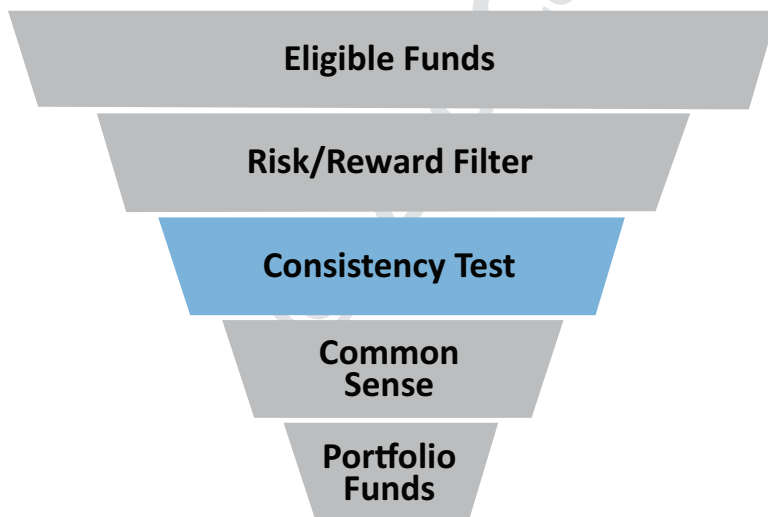 Eligible Funds
Risk/Reward Filter
Consistency Test
Common
Sense
Portfolio
Funds